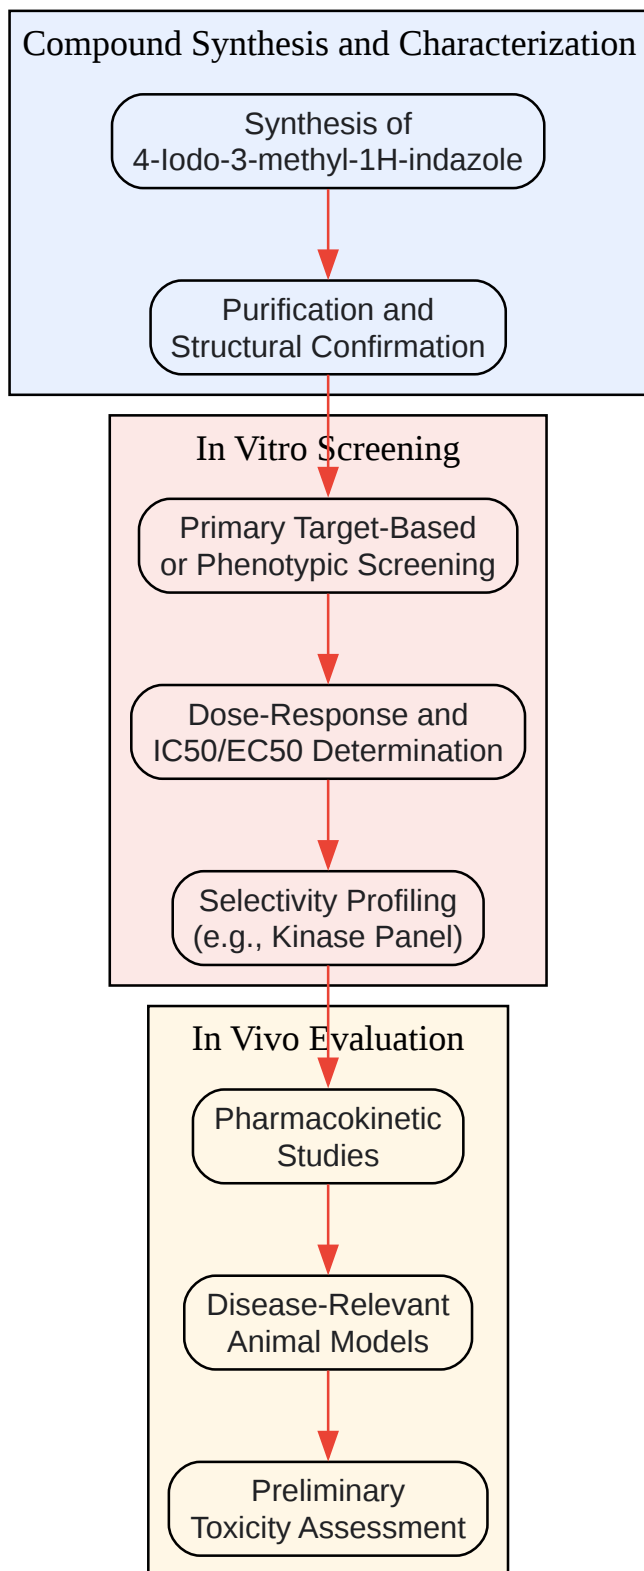 Compound Synthesis and Characterization
Synthesis of
4-Iodo-3-methyl-1H-indazole
Purification and
Structural Confirmation
In Vitro Screening
Primary Target-Based
or Phenotypic Screening
Dose-Response and
IC50/EC50 Determination
Selectivity Profiling
(e.g., Kinase Panel)
In Vivo Evaluation
Pharmacokinetic
Studies
Disease-Relevant
Animal Models
Preliminary
Toxicity Assessment